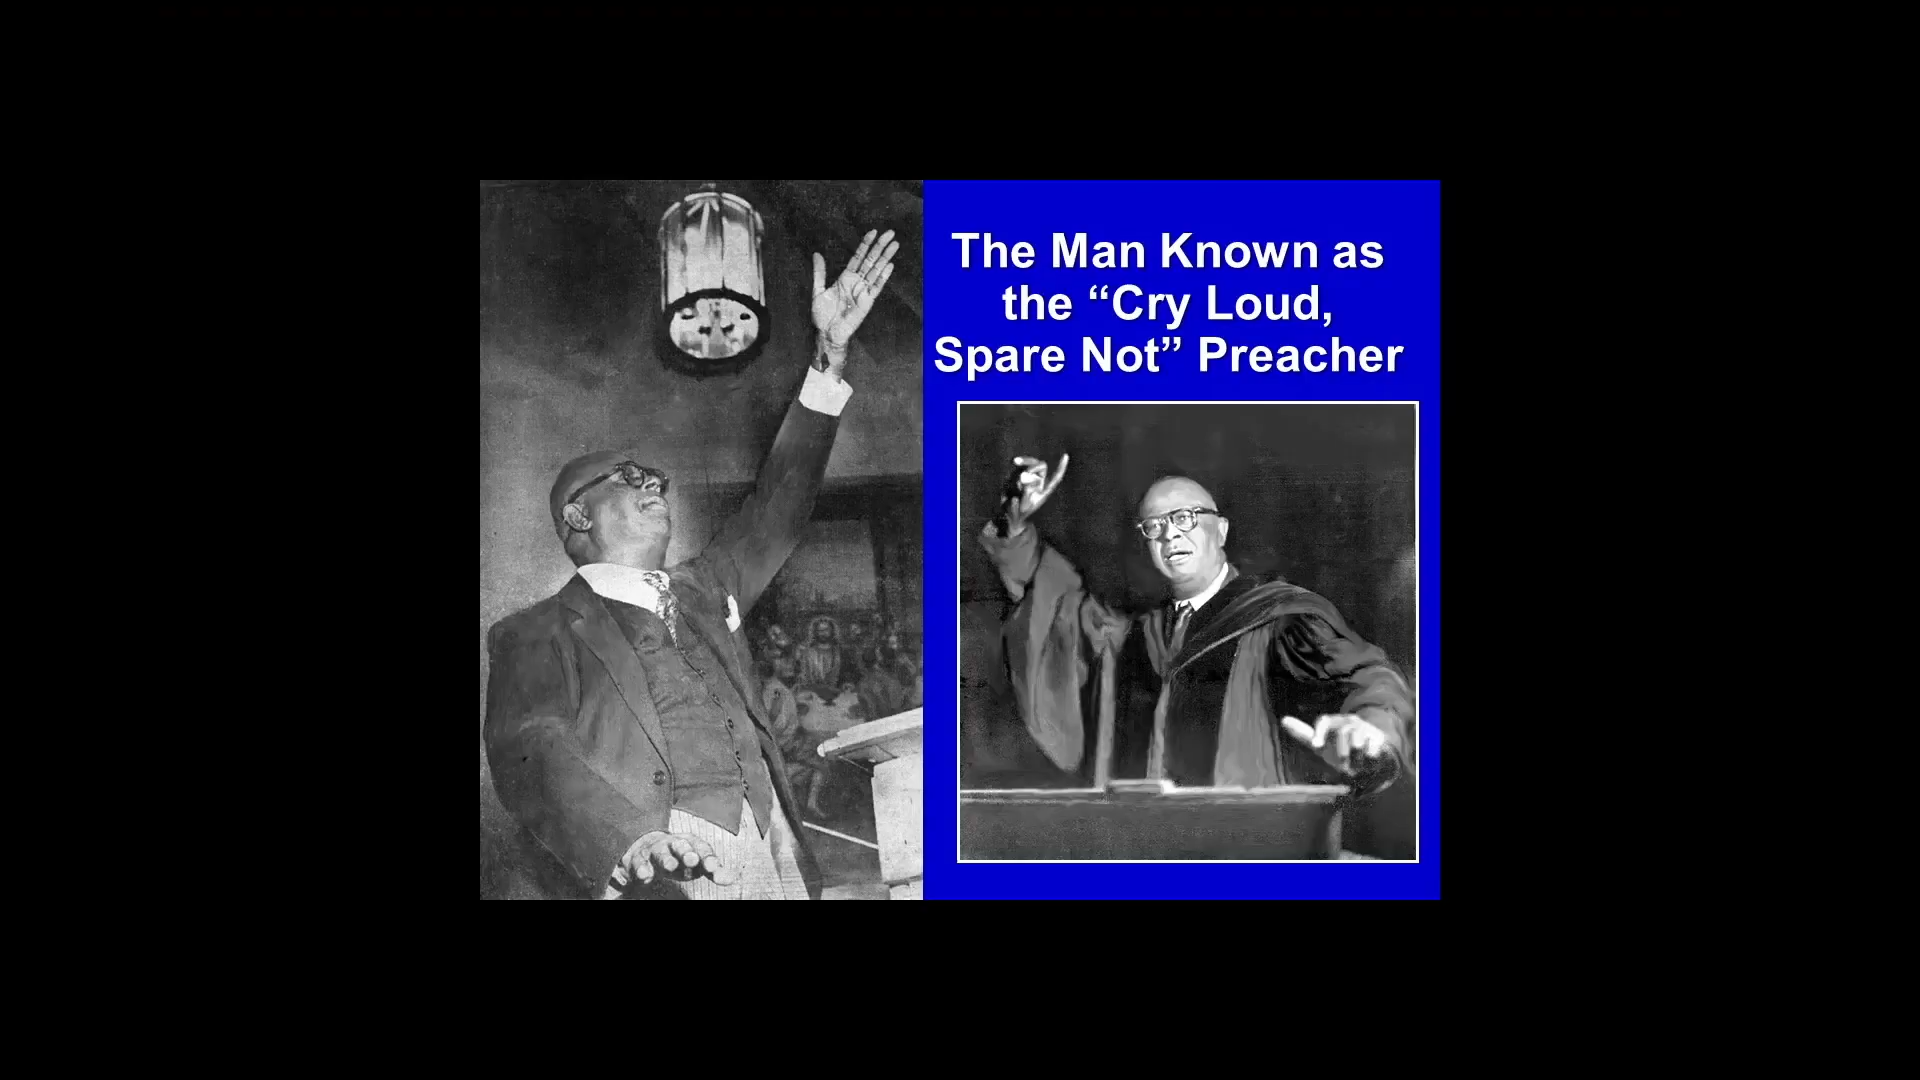 The Man Known as
the “Cry Loud,
Spare Not” Preacher